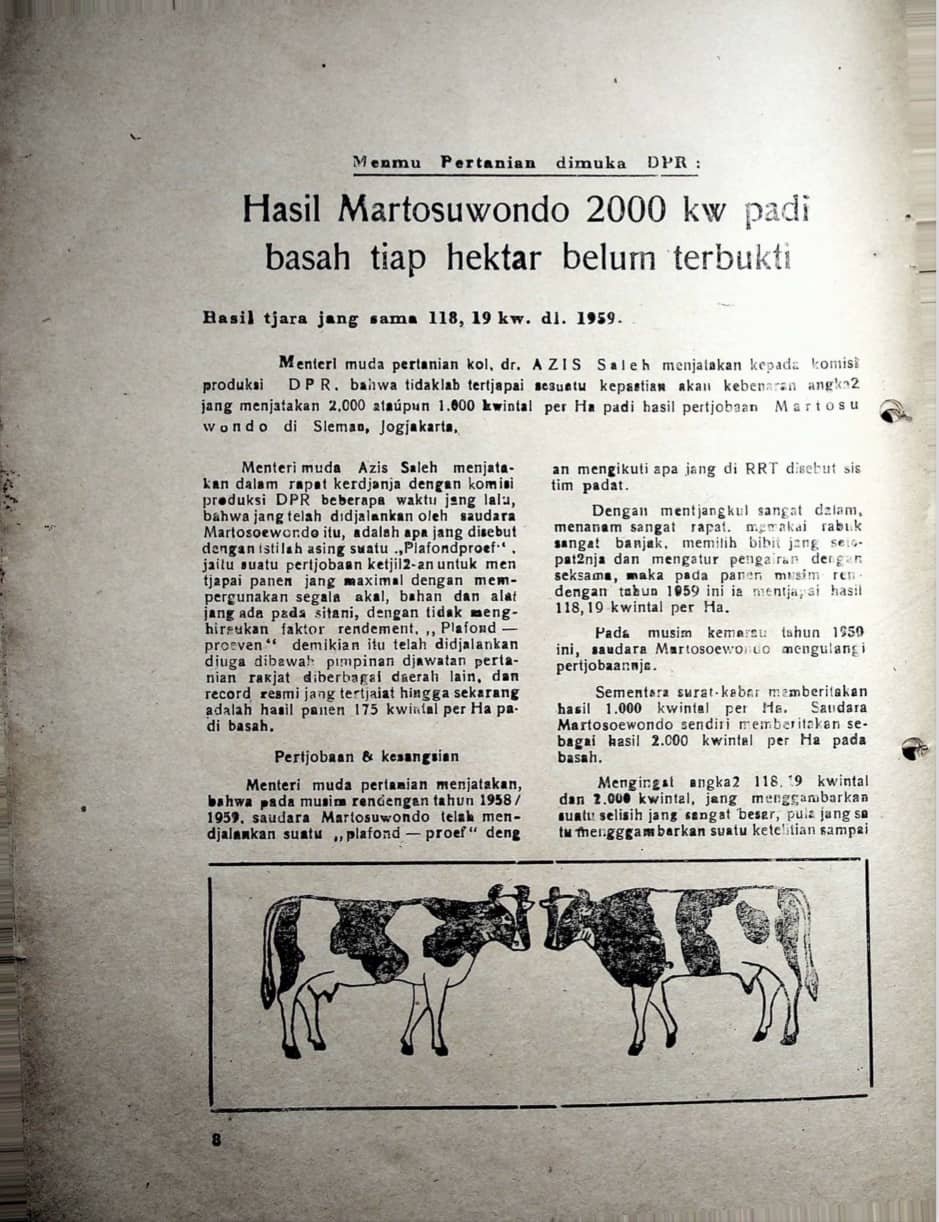 Menmu Pertanian dimuka DPR :
Hasil Martosuwondo 2000 kw padi
basah tiap hektar belum terbukti
Hasil tjara jang sama 118, 19 kw. di. 1959.
Menteri muda pertanian kol, dr. AZIS Saleh menjatakan kepada komisi
produksi DPR, bahwa tidaklab tertjapai sesuatu kepastian akan kebenaran angka2
jang menjatakan 2.000 ataupun 1.000 kwintal per Ha padi hasil pertjobaan Martosu
wondo di Sleman, Jogjakarta,
Menteri muda Azis Saleh menjata-
kan dalam rapat kerdjanja dengan komisi
produksi DPR beberapa waktu jang lalu,
bahwa jang telah didjalankan oleh saudara
Martosoewondo itu, adalah apa jang disebut
dengan istilah asing suatu „Plafondproef“ ,
jaitu suatu pertjobaan ketjil2-an untuk men
tjapai panen jang maximal dengan mem-
pergunakan segala akal, bahan dan alat
jang ada pada sitani, dengan tidak meng-
hiraukan faktor rendement, ,, Plafond —
proeven“ demikian itu telah didjalankan
djuga dibawah pimpinan djawatan perta-
nian rakjat diberbagai daerah lain, dan
record resmi jang tertjatat hingga sekarang
adalah hasil panen 175 kwintal per Ha pa-
di basah.
Pertjobaan & kesangsian
Menteri muda pertanian menjatakan,
bahwa pada musim rendengan tahun 1958 /
1959, saudara Martosuwondo telah men-
djalankan suatu ,,plafond — proef“ deng
an mengikuti apa jang di RRT disebut sis
tim padat.
Dengan mentjangkul sangat dalam,
menanam sangat rapat, memakai rabuk
sangat banjak, memilih bibit jang sete-
pat2nja dan mengatur pengairan dengan
seksama, maka pada panen musim ren-
dengan tahun 1959 ini ia mentjapai hasil
118,19 kwintal per Ha.
Pada musim kemarau tahun 1959
ini, saudara Martosoewondo mengulangi
pertjobaannja.
Sementara surat-kabar memberitakan
hasil 1.000 kwintal per Ha. Saudara
Martosoewondo sendiri memberitakan se-
bagai hasil 2.000 kwintal per Ha pada
basah.
Mengingat angka2 118,19 kwintal
dan 2.000 kwintal, jang menggambarkan
suatu selisih jang sangat besar, pula jang sa
tu mengggambarkan suatu ketelitian sampai
8